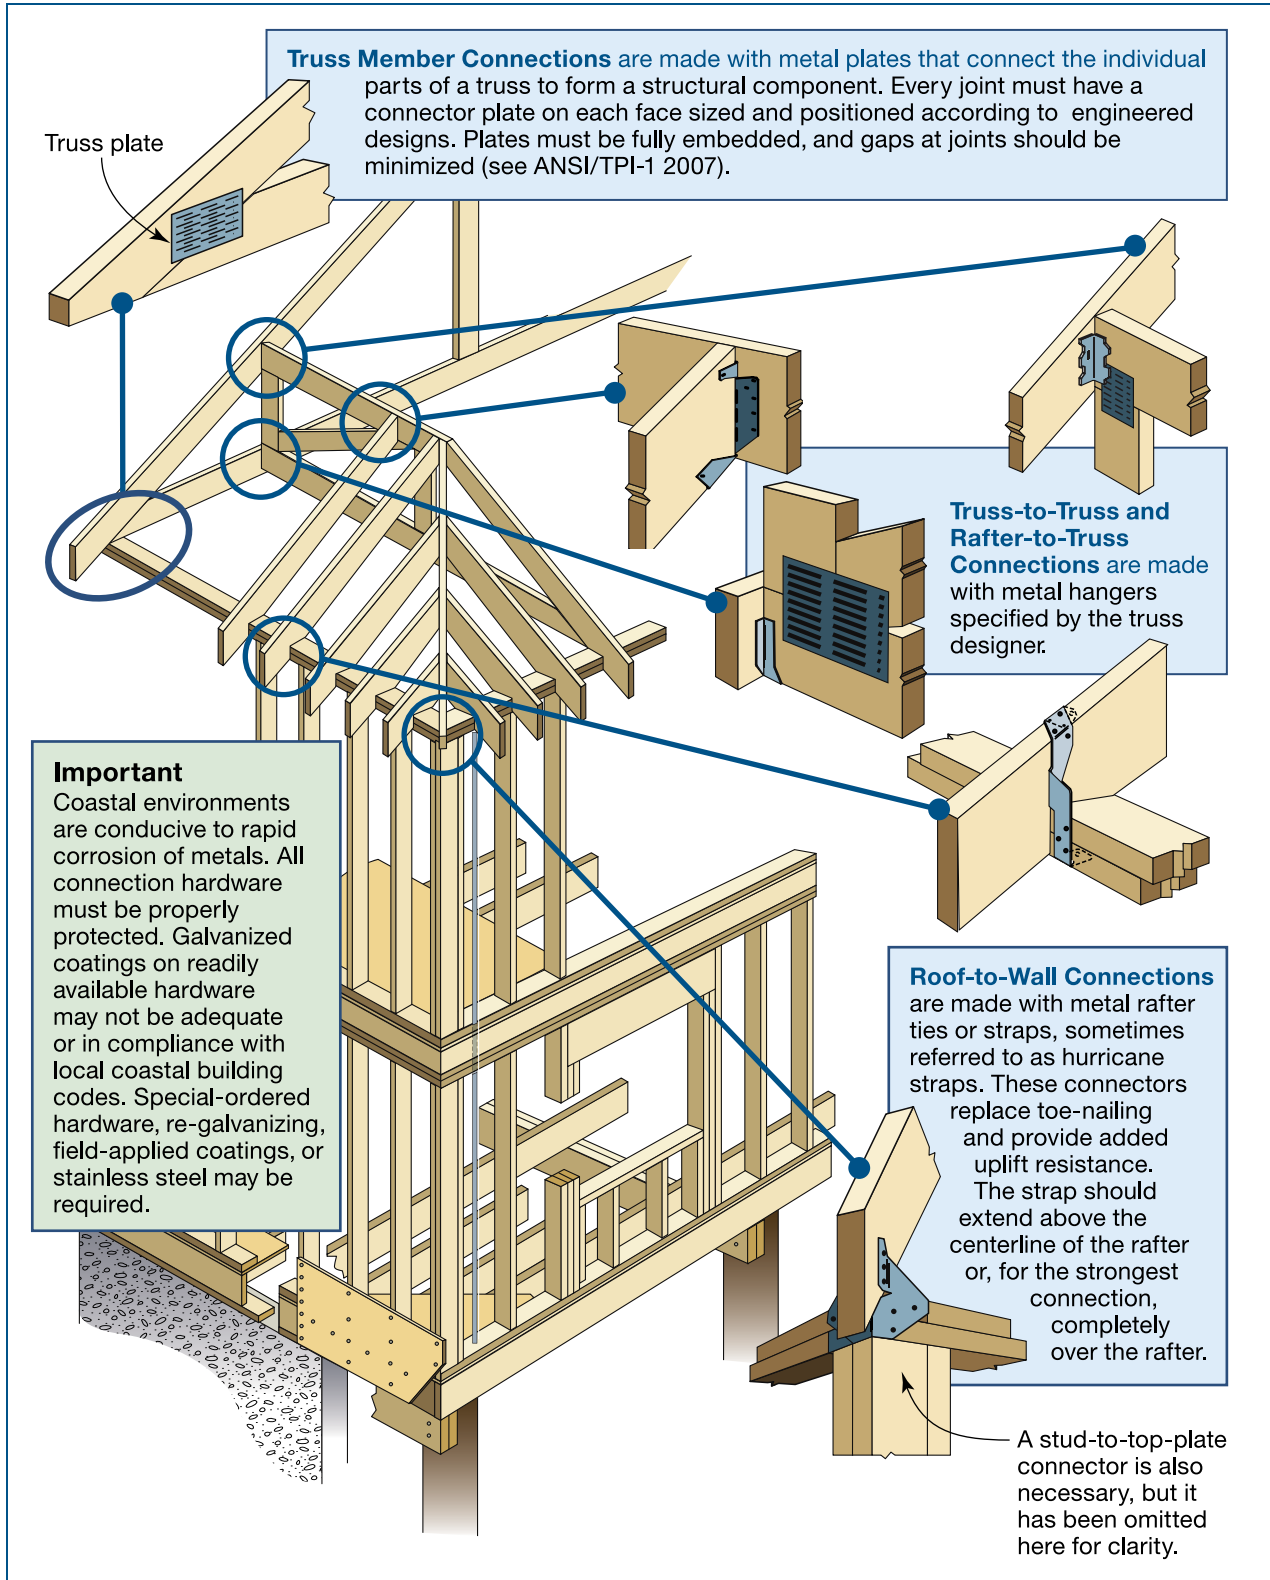 Truss Member Connections are made with metal plates that connect the individual
parts of a truss to form a structural component. Every joint must have a
connector plate on each face sized and positioned according to engineered
designs. Plates must be fully embedded, and gaps at joints should be
minimized (see ANSI/TPI-1 2007).
Truss plate
Truss-to-Truss and
Rafter-to-Truss
Connections are made
with metal hangers
specified by the truss
designer.
Important
Coastal environments
are conducive to rapid
corrosion of metals. All
connection hardware
must be properly
protected. Galvanized
coatings on readily
available hardware
may not be adequate
or in compliance with
local coastal building
codes. Special-ordered
hardware, re-galvanizing,
field-applied coatings, or
stainless steel may be
required.
Roof-to-Wall Connections
are made with metal rafter
ties or straps, sometimes
referred to as hurricane
straps. These connectors
replace toe-nailing
and provide added
uplift resistance.
The strap should
extend above the
centerline of the rafter
or, for the strongest
connection,
completely
over the rafter.
A stud-to-top-plate
connector is also
necessary, but it
has been omitted
here for clarity.